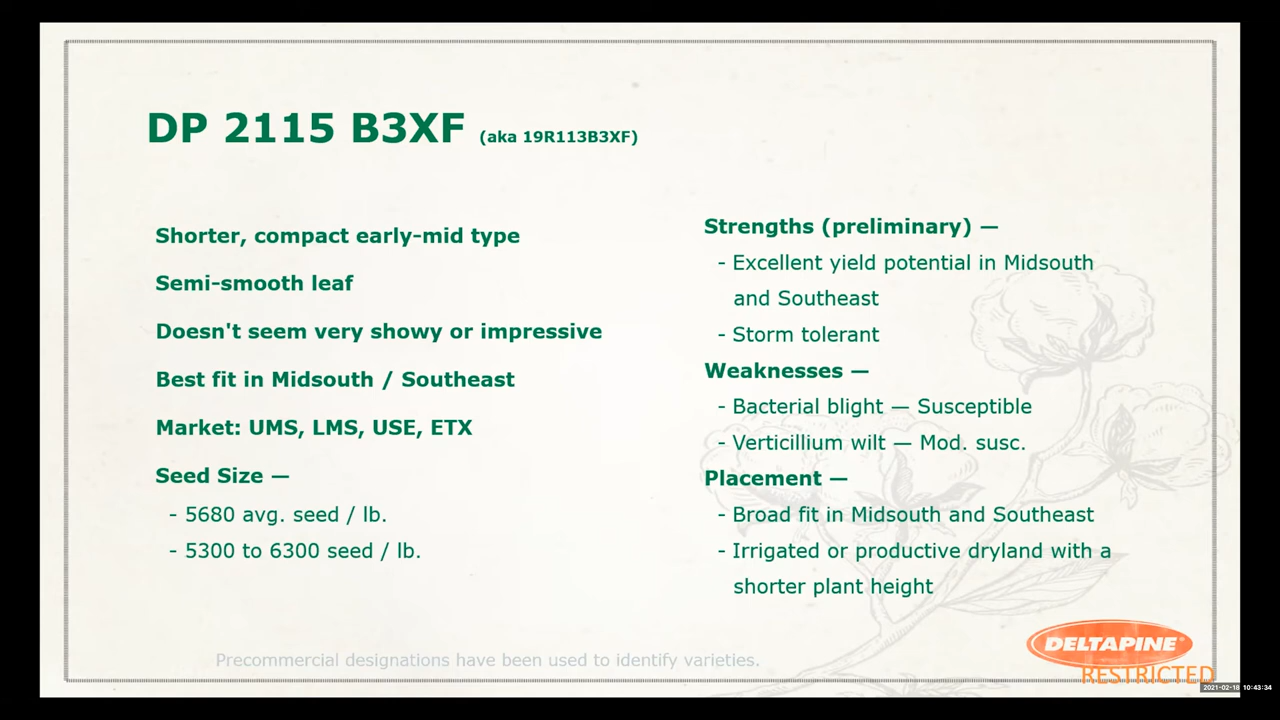 DP 2115 B3XF (aka 19R113B3XF)
Shorter, compact early-mid type
Semi-smooth leaf
Doesn't seem very showy or impressive
Best fit in Midsouth / Southeast
Market: UMS, LMS, USE, ETX
Seed Size —
- 5680 avg. seed / lb.
- 5300 to 6300 seed / lb.
Strengths (preliminary) —
- Excellent yield potential in Midsouth
and Southeast
- Storm tolerant
Weaknesses —
- Bacterial blight — Susceptible
- Verticillium wilt — Mod. susc.
Placement —
- Broad fit in Midsouth and Southeast
- Irrigated or productive dryland with a
shorter plant height
Precommercial designations have been used to identify varieties.
DELTAPINE®
RESTRICTED
2021-02-18 10:43:34